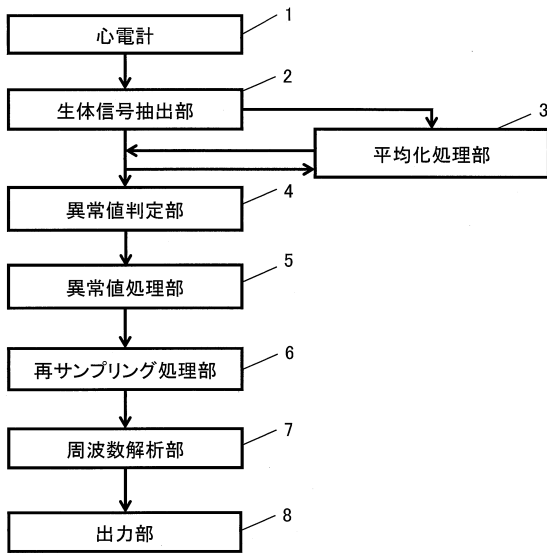 1
心電計
2
生体信号抽出部
3
平均化処理部
4
異常値判定部
5
異常値処理部
6
再サンプリング処理部
7
周波数解析部
8
出力部